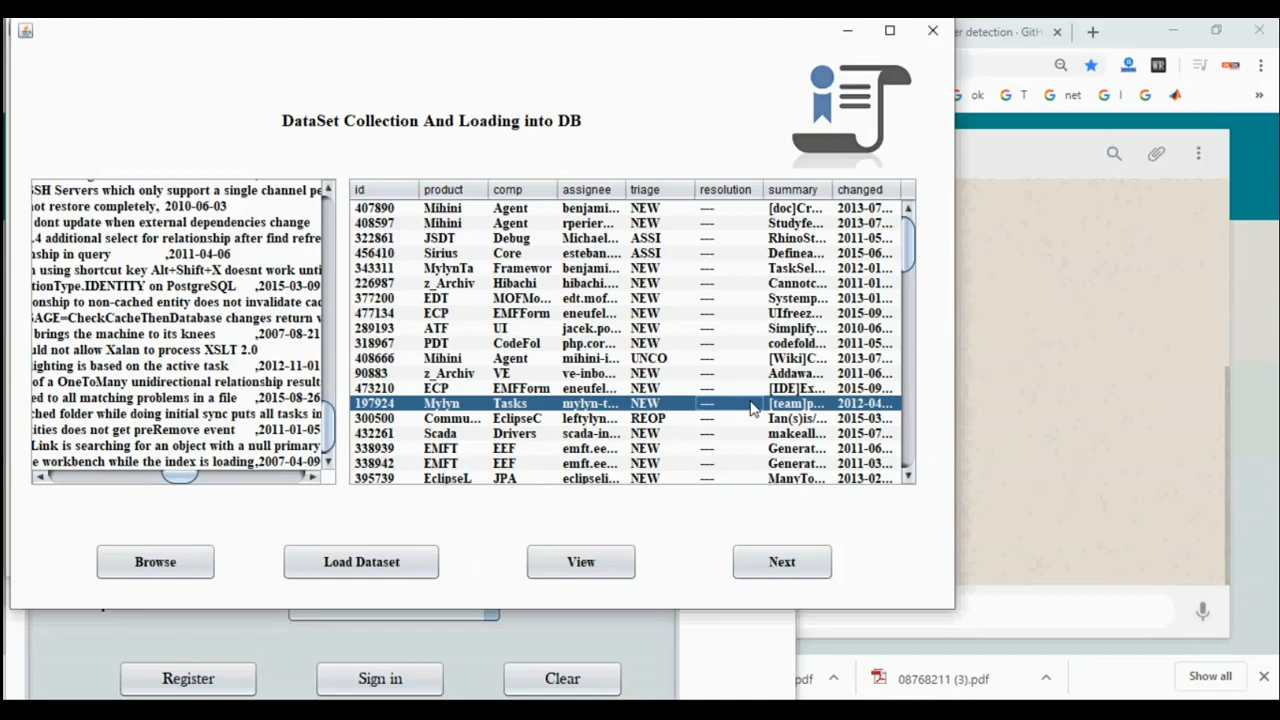 er detection · GitH
DataSet Collection And Loading into DB
ok T net I »
SSH Servers which only support a single channel pe
not restore completely, 2010-06-03
dont update when external dependencies change
.4 additional select for relationship after find refre
nship in query ,2011-04-06
n using shortcut key Alt+Shift+X doesnt work unti
tionType.IDENTITY on PostgreSQL ,2015-03-09
onship to non-cached entity does not invalidate cac
SAGE=CheckCacheThenDatabase changes return v
brings the machine to its knees ,2007-08-21
uld not allow Xalan to process XSLT 2.0
ighting is based on the active task ,2012-11-01
of a OneToMany unidirectional relationship result
ed to all matching problems in a file ,2015-08-26
ched folder while doing initial sync puts all tasks in
ities does not get preRemove event ,2011-01-05
Link is searching for an object with a null primary
e workbench while the index is loading,2007-04-09
id product comp assignee triage resolution summary changed
407890 Mihini Agent benjami... NEW --- [doc]Cr... 2013-07...
408597 Mihini Agent rperier... NEW --- Studyfe... 2013-07...
322861 JSDT Debug Michael... ASSI --- RhinoSt... 2011-05...
456410 Sirius Core esteban.... ASSI --- Definea... 2015-06...
343311 MylynTa Framewor benjami... NEW --- TaskSel... 2012-01...
226987 z_Archiv Hibachi hibachi.... NEW --- Cannotc... 2011-01...
377200 EDT MOFMo... edt.mof... NEW --- Systemp... 2013-01...
477134 ECP EMFForm eneufel... NEW --- UIfreez... 2015-09...
289193 ATF UI jacek.po... NEW --- Simplify... 2010-06...
318967 PDT CodeFol php.cor... NEW --- codefold... 2011-05...
408666 Mihini Agent mihini-i... UNCO --- [Wiki]C... 2013-07...
90883 z_Archiv VE ve-inbo... NEW --- Addawa... 2011-06...
473210 ECP EMFForm eneufel... NEW --- [IDE]Ex... 2015-09...
197924 Mylyn Tasks mylyn-t... NEW --- [team]p... 2012-04...
300500 Commu... EclipseC leftylyn... REOP --- Ian(s)is/... 2015-03...
432261 Scada Drivers scada-in... NEW --- makeall... 2015-07...
338939 EMFT EEF emft.ee... NEW --- Generat... 2011-06...
338942 EMFT EEF emft.ee... NEW --- Generat... 2011-03...
395739 EclipseL JPA eclipseli... NEW --- ManyTo... 2013-02...
Browse Load Dataset View Next
Register Sign in Clear
pdf 08768211 (3).pdf Show all